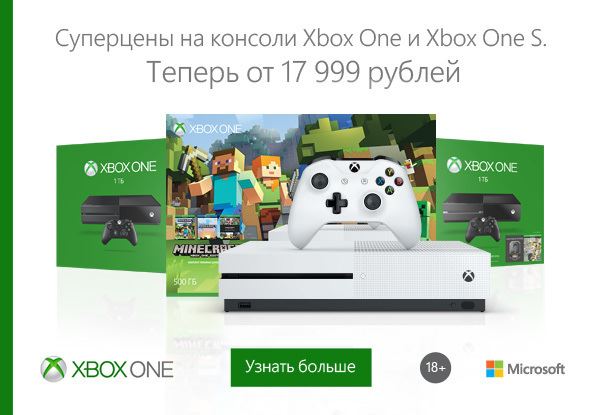 Суперцены на консоли Xbox One и Xbox One S.
Теперь от 17 999 рублей
XBOX ONE
XBOX ONE
1 ТБ
XBOX ONE
1 ТБ
MINECRAFT
500 ГБ
XBOX ONE
Узнать больше
18+
Microsoft